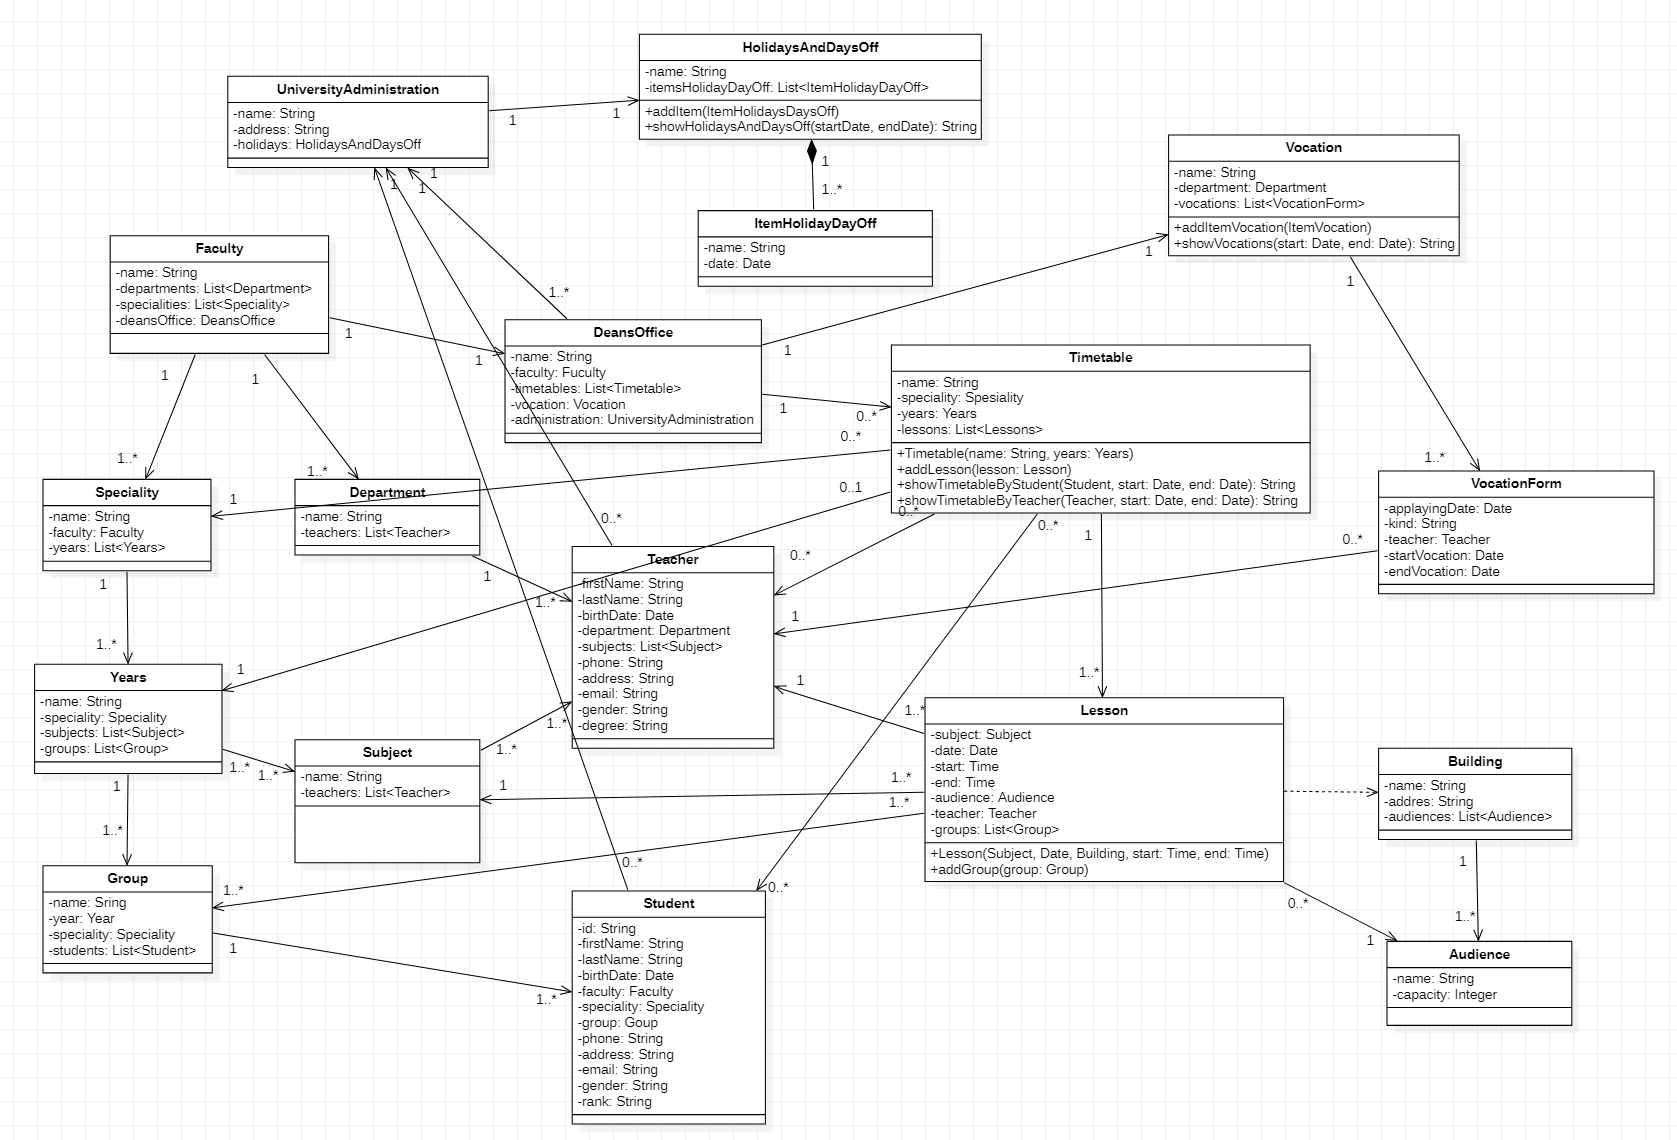 HolidaysAndDaysOff
-name: String
-itemsHolidayDayOff: List<ItemHolidayDayOff>
+addItem(ItemHolidaysDaysOff)
+showHolidaysAndDaysOff(startDate, endDate): String
UniversityAdministration
-name: String
-address: String
-holidays: HolidaysAndDaysOff
1
1
1
1..*
1
1
1
Vocation
-name: String
-department: Department
-vocations: List<VocationForm>
+addItemVocation(ItemVocation)
+showVocations(start: Date, end: Date): String
ItemHolidayDayOff
-name: String
-date: Date
Faculty
-name: String
-departments: List<Department>
-specialities: List<Speciality>
-deansOffice: DeansOffice
1..*
1
1
DeansOffice
-name: String
-faculty: Fuculty
-timetables: List<Timetable>
-vocation: Vocation
-administration: UniversityAdministration
1
1
1
1
1
1
0..*
0..*
Timetable
-name: String
-speciality: Spesiality
-years: Years
-lessons: List<Lessons>
+Timetable(name: String, years: Years)
+addLesson(lesson: Lesson)
+showTimetableByStudent(Student, start: Date, end: Date): String
+showTimetableByTeacher(Teacher, start: Date, end: Date): String
1..*
1..*
1..*
Speciality
-name: String
-faculty: Faculty
-years: List<Years>
1
Department
-name: String
-teachers: List<Teacher>
0..1
0..*
0..*
0..*
1
VocationForm
-applayingDate: Date
-kind: String
-teacher: Teacher
-startVocation: Date
-endVocation: Date
0..*
0..*
1
1
1..*
1
Teacher
-firstName: String
-lastName: String
-birthDate: Date
-department: Department
-subjects: List<Subject>
-phone: String
-address: String
-email: String
-gender: String
-degree: String
1..*
1
1
1..*
1..*
Years
-name: String
-speciality: Speciality
-subjects: List<Subject>
-groups: List<Group>
1..*
1..*
1..*
1..*
Subject
-name: String
-teachers: List<Teacher>
1
1..*
1..*
Lesson
-subject: Subject
-date: Date
-start: Time
-end: Time
-audience: Audience
-teacher: Teacher
-groups: List<Group>
+Lesson(Subject, Date, Building, start: Time, end: Time)
+addGroup(group: Group)
Building
-name: String
-addres: String
-audiences: List<Audience>
1
1..*
0..*
0..*
1..*
1
Group
-name: Sring
-year: Year
-speciality: Speciality
-students: List<Student>
1
1..*
Student
-id: String
-firstName: String
-lastName: String
-birthDate: Date
-faculty: Faculty
-speciality: Speciality
-group: Goup
-phone: String
-address: String
-email: String
-gender: String
-rank: String
0..*
1
1..*
Audience
-name: String
-capacity: Integer